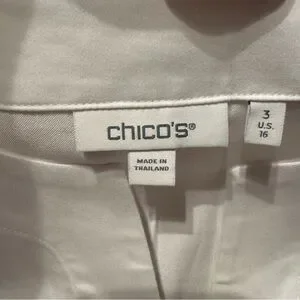 chico's®
3
U.S.
16
MADE IN
THAILAND